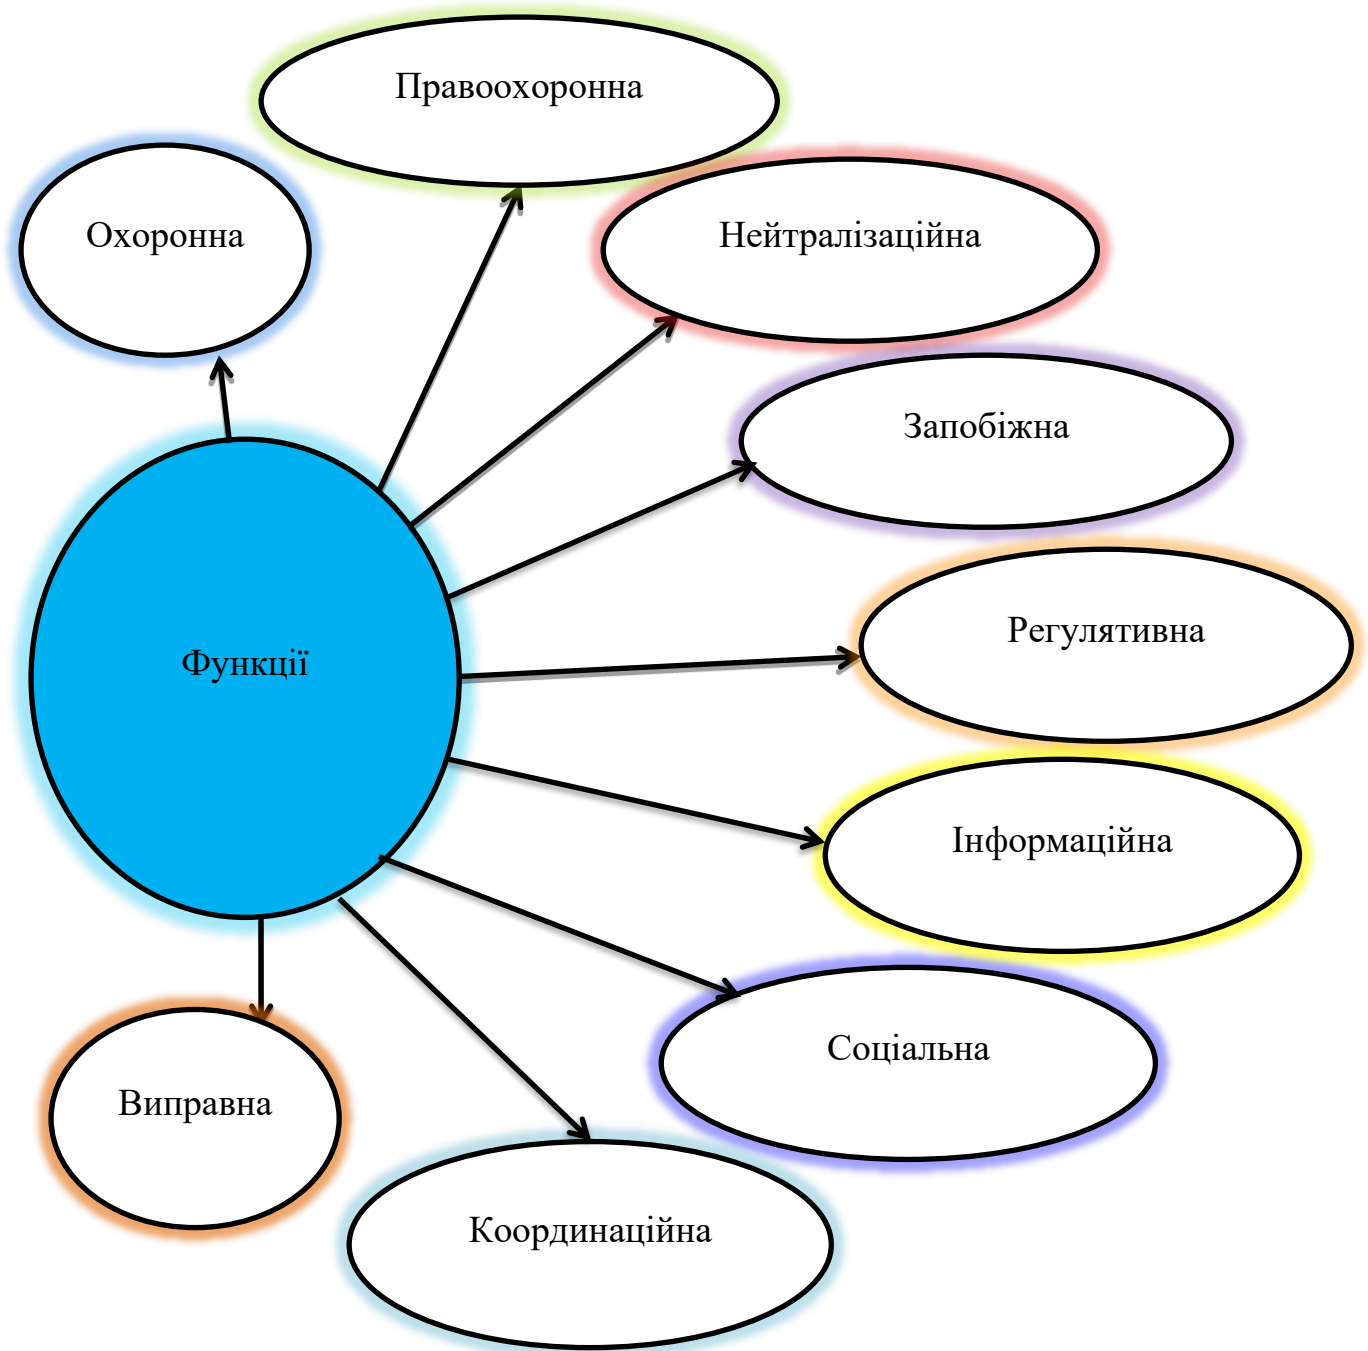 Правоохоронна
Охоронна
Нейтралізаційна
Запобіжна
Регулятивна
Функції
Інформаційна
Соціальна
Виправна
Координаційна